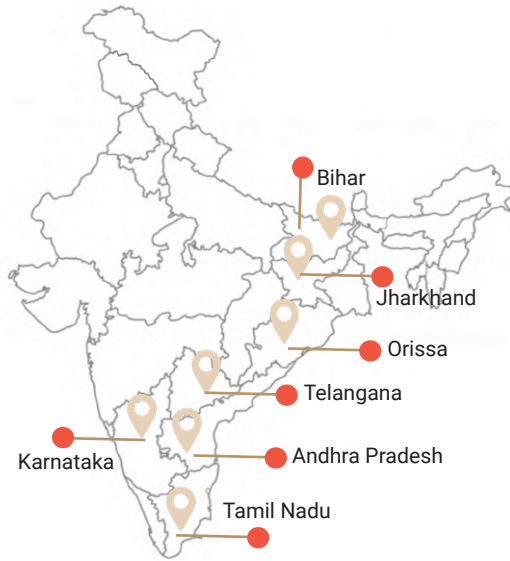 Bihar
Jharkhand
Orissa
Telangana
Andhra Pradesh
Karnataka
Tamil Nadu